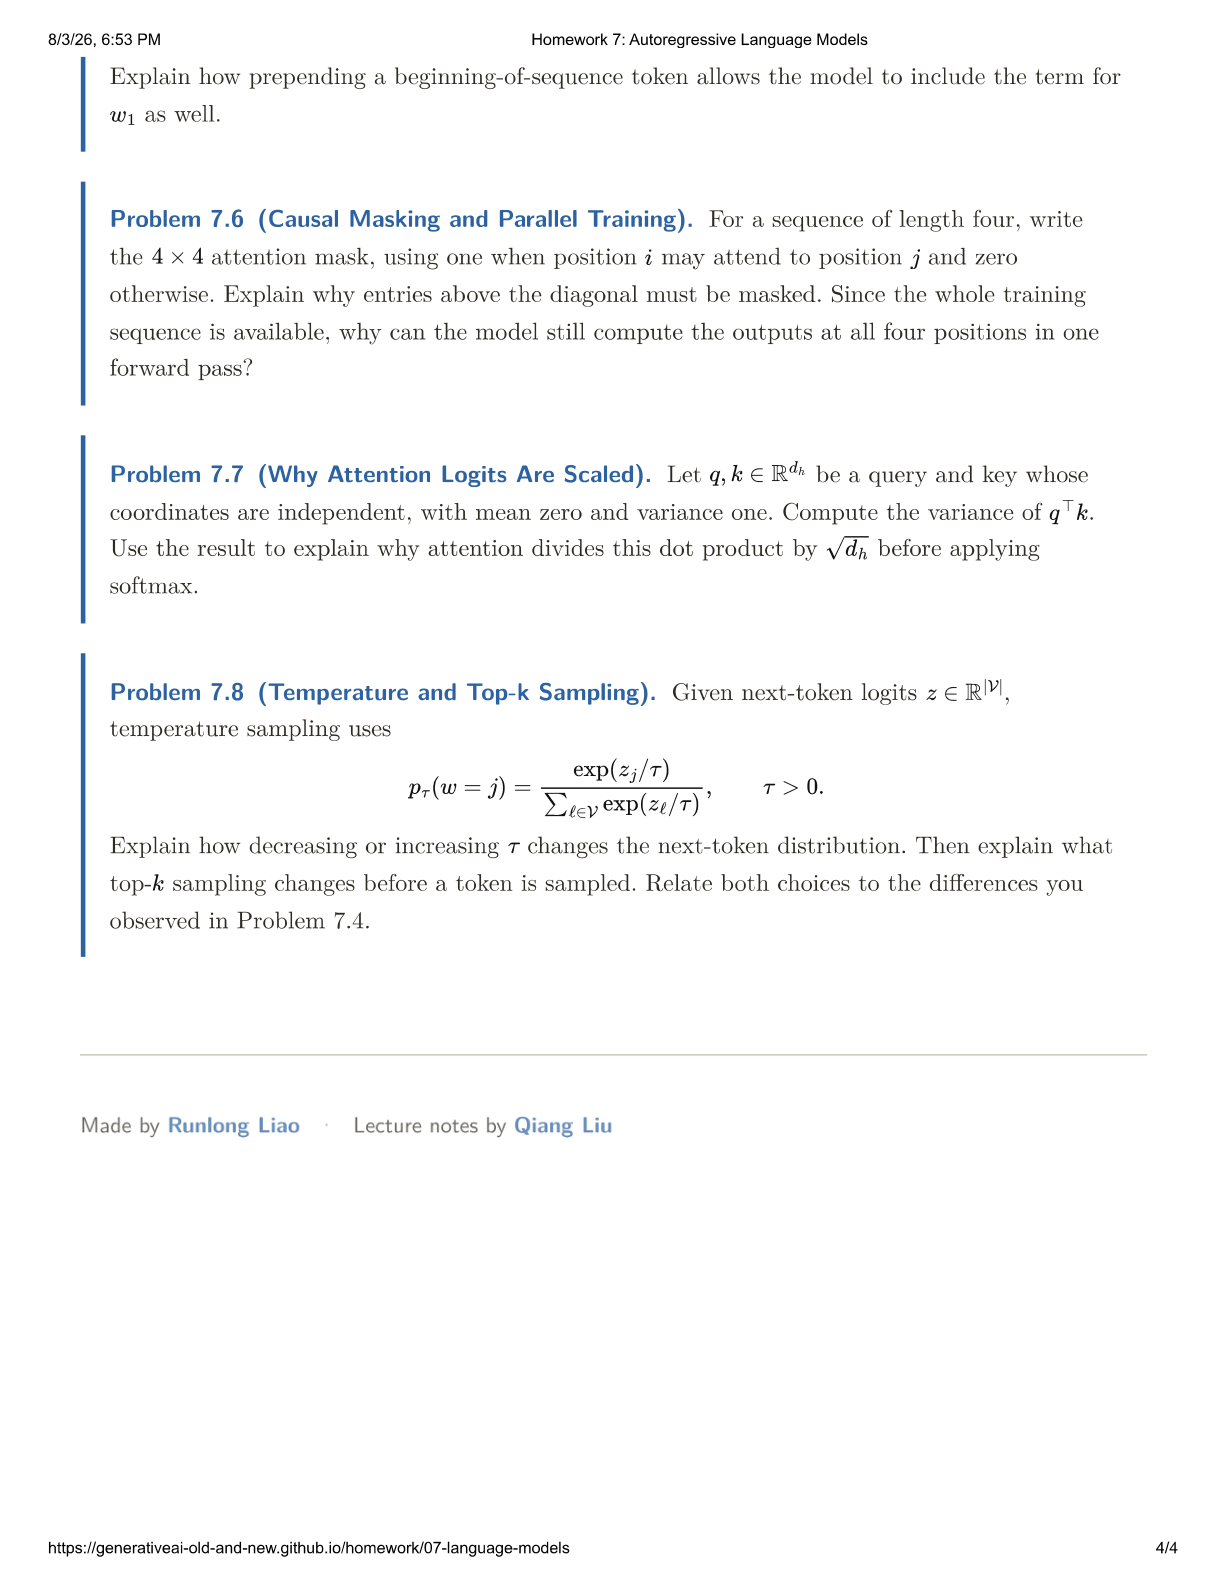 8/3/26, 6:53 PM Homework 7: Autoregressive Language Models
Explain how prepending a beginning-of-sequence token allows the model to include the term for
w₁ as well.
Problem 7.6 (Causal Masking and Parallel Training). For a sequence of length four, write
the 4 × 4 attention mask, using one when position i may attend to position j and zero
otherwise. Explain why entries above the diagonal must be masked. Since the whole training
sequence is available, why can the model still compute the outputs at all four positions in one
forward pass?
Problem 7.7 (Why Attention Logits Are Scaled). Let q, k ∈ ℝ^{d_h} be a query and key whose
coordinates are independent, with mean zero and variance one. Compute the variance of q^⊤k.
Use the result to explain why attention divides this dot product by √d_h before applying
softmax.
Problem 7.8 (Temperature and Top-k Sampling). Given next-token logits z ∈ ℝ^{|𝒱|},
temperature sampling uses
p_τ(w = j) = exp(z_j/τ) / ∑_{ℓ∈𝒱} exp(z_ℓ/τ), τ > 0.
Explain how decreasing or increasing τ changes the next-token distribution. Then explain what
top-k sampling changes before a token is sampled. Relate both choices to the differences you
observed in Problem 7.4.
Made by Runlong Liao · Lecture notes by Qiang Liu
https://generativeai-old-and-new.github.io/homework/07-language-models 4/4